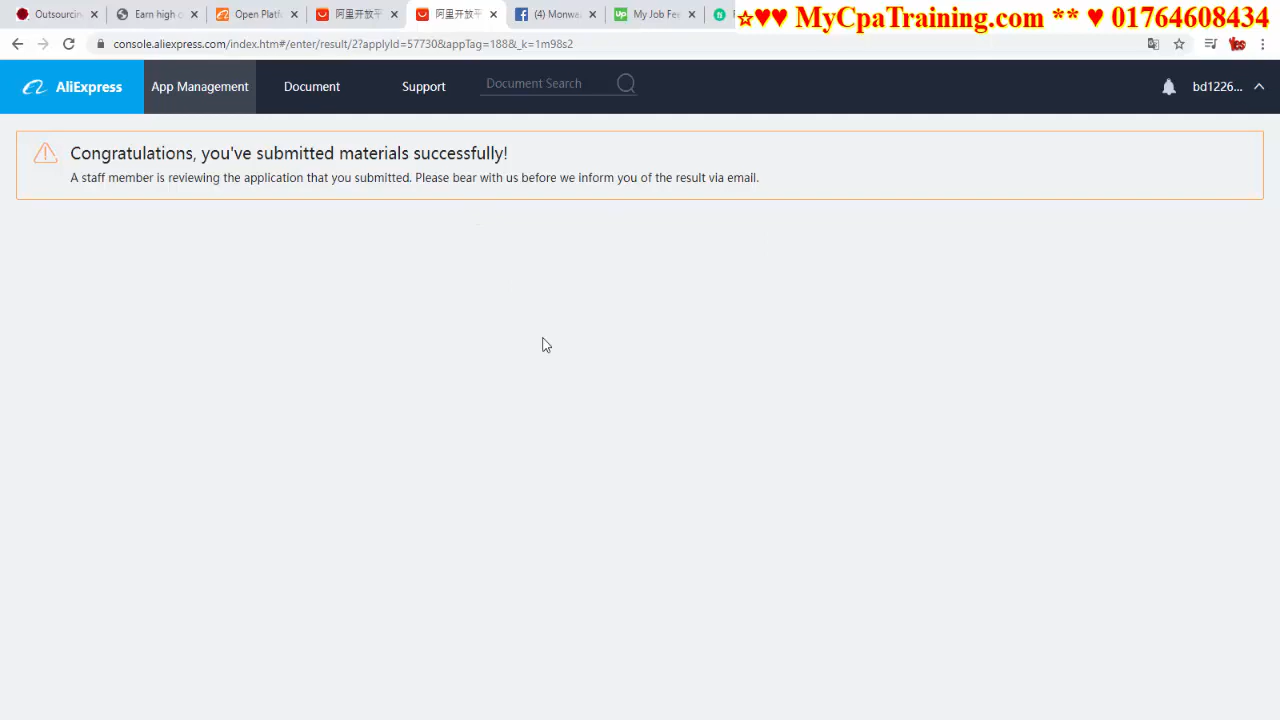 Outsourcin
Earn high c
Open Platf
阿里开放平
阿里开放平
(4) Monwa
Up
My Job Fee
☆♥♥ MyCpaTraining.com ** ♥ 01764608434
console.aliexpress.com/index.htm#/enter/result/2?applyId=57730&appTag=188&_k=1m98s2
Yes
AliExpress
App Management
Document
Support
Document Search
bd1226...
Congratulations, you've submitted materials successfully!
A staff member is reviewing the application that you submitted. Please bear with us before we inform you of the result via email.